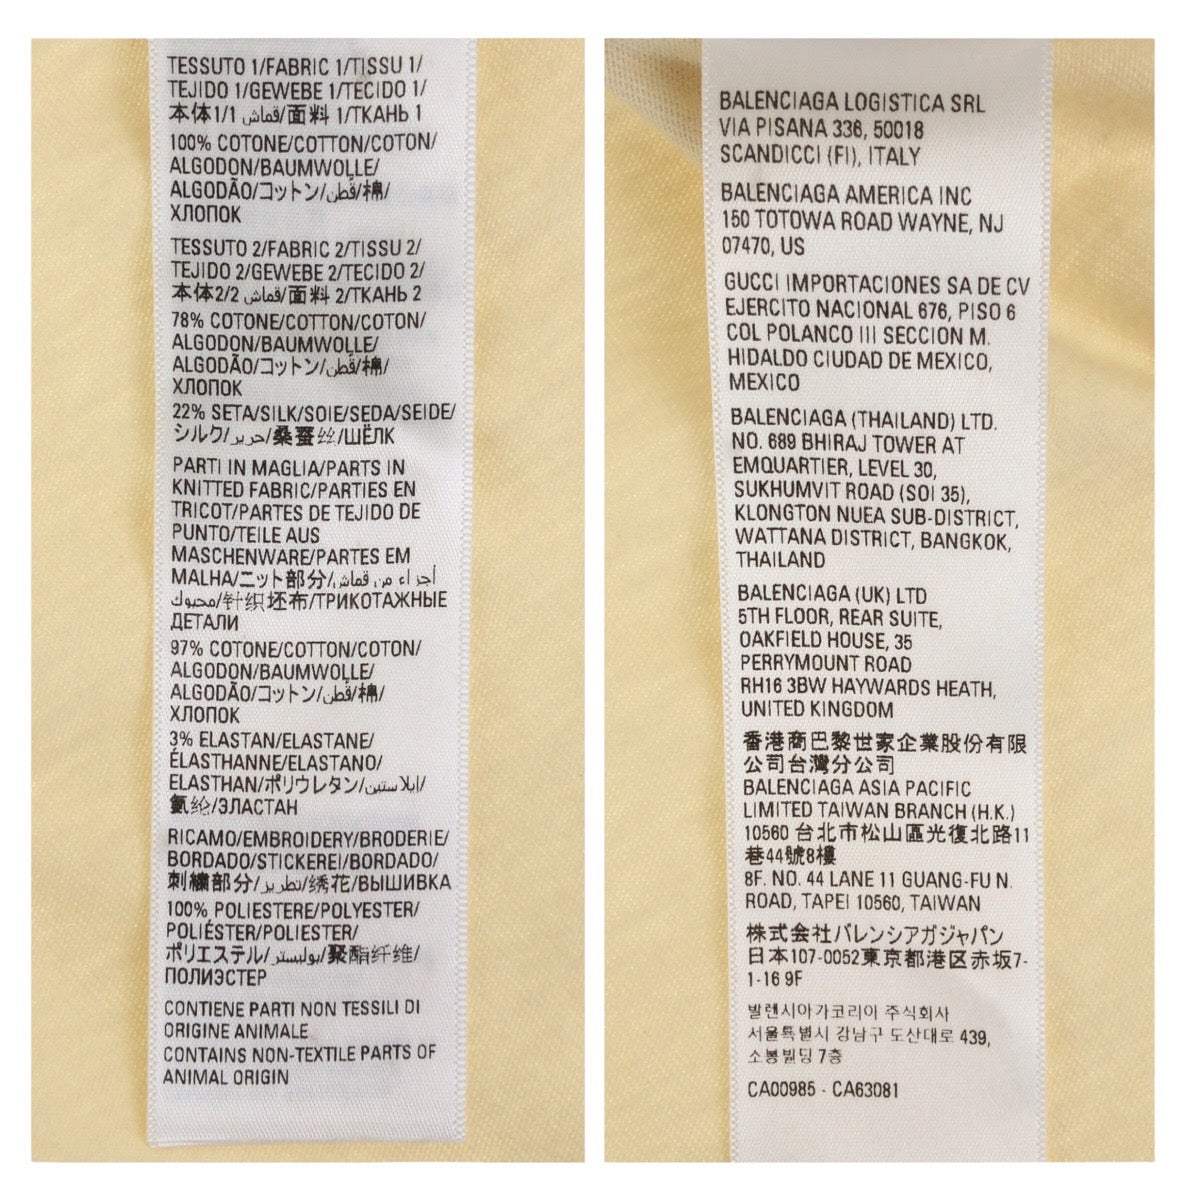 TESSUTO 1/FABRIC 1/TISSU 1/
TEJIDO 1/GEWEBE 1/TECIDO 1/
本体1/1 قماش/面料 1/TKAHb 1
100% COTONE/COTTON/COTON/
ALGODON/BAUMWOLLE/
ALGODÃO/コットン/قطن/棉/
ХЛОПОК
TESSUTO 2/FABRIC 2/TISSU 2/
TEJIDO 2/GEWEBE 2/TECIDO 2/
本体2/2 قماش/面料 2/TKAHb 2
78% COTONE/COTTON/COTON/
ALGODON/BAUMWOLLE/
ALGODÃO/コットン/قطن/棉/
ХЛОПОК
22% SETA/SILK/SOIE/SEDA/SEIDE/
シルク/حرير/桑蚕丝/ШЁЛК
PARTI IN MAGLIA/PARTS IN
KNITTED FABRIC/PARTIES EN
TRICOT/PARTES DE TEJIDO DE
PUNTO/TEILE AUS
MASCHENWARE/PARTES EM
MALHA/ニット部分/أجزاء من قماش
محبوك/针织坯布/ТРИКОТАЖНЫЕ
ДЕТАЛИ
97% COTONE/COTTON/COTON/
ALGODON/BAUMWOLLE/
ALGODÃO/コットン/قطن/棉/
ХЛОПОК
3% ELASTAN/ELASTANE/
ÉLASTHANNE/ELASTANO/
ELASTHAN/ポリウレタン/إيلاستين/
氨纶/ЭЛАСТАН
RICAMO/EMBROIDERY/BRODERIE/
BORDADO/STICKEREI/BORDADO/
刺繍部分/تطريز/绣花/ВЫШИВКА
100% POLIESTERE/POLYESTER/
POLIÉSTER/POLIESTER/
ポリエステル/بوليستر/聚酯纤维/
ПОЛИЭСТЕР
CONTIENE PARTI NON TESSILI DI
ORIGINE ANIMALE
CONTAINS NON-TEXTILE PARTS OF
ANIMAL ORIGIN
BALENCIAGA LOGISTICA SRL
VIA PISANA 336, 50018
SCANDICCI (FI), ITALY
BALENCIAGA AMERICA INC
150 TOTOWA ROAD WAYNE, NJ
07470, US
GUCCI IMPORTACIONES SA DE CV
EJERCITO NACIONAL 676, PISO 6
COL POLANCO III SECCION M.
HIDALDO CIUDAD DE MEXICO,
MEXICO
BALENCIAGA (THAILAND) LTD.
NO. 689 BHIRAJ TOWER AT
EMQUARTIER, LEVEL 30,
SUKHUMVIT ROAD (SOI 35),
KLONGTON NUEA SUB-DISTRICT,
WATTANA DISTRICT, BANGKOK,
THAILAND
BALENCIAGA (UK) LTD
5TH FLOOR, REAR SUITE,
OAKFIELD HOUSE, 35
PERRYMOUNT ROAD
RH16 3BW HAYWARDS HEATH,
UNITED KINGDOM
香港商巴黎世家企業股份有限
公司台灣分公司
BALENCIAGA ASIA PACIFIC
LIMITED TAIWAN BRANCH (H.K.)
10560 台北市松山區光復北路11
巷44號8樓
8F. NO. 44 LANE 11 GUANG-FU N.
ROAD, TAPEI 10560, TAIWAN
株式会社バレンシアガジャパン
日本107-0052東京都港区赤坂7-
1-16 9F
발렌시아가코리아 주식회사
서울특별시 강남구 도산대로 439,
소봉빌딩 7층
CA00985 - CA63081